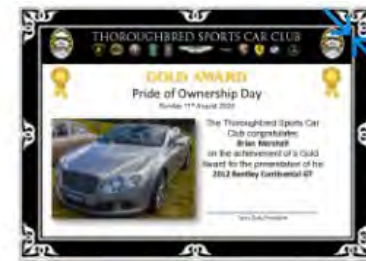 THOROUGHBRED SPORTS CAR CLUB
GOLD AWARD
Pride of Ownership Day
The Thoroughbred Sports Car
Club congratulates
Brian Marshall
on the achievement of a Gold
Award for the presentation of his
2012 Bentley Continental GT